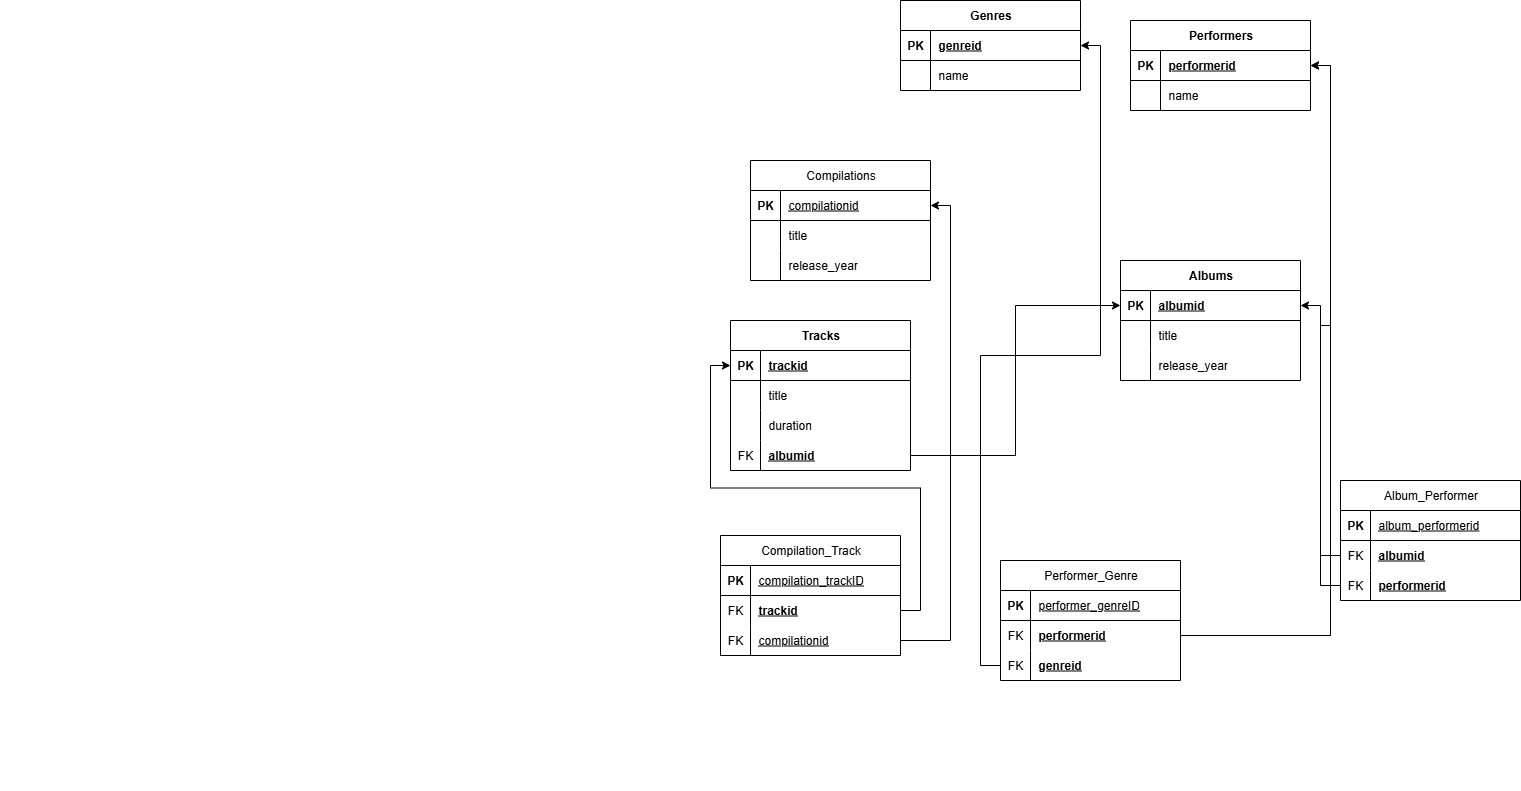 Genres
PK genreid
name
Performers
PK performerid
name
Compilations
PK compilationid
title
release_year
Albums
PK albumid
title
release_year
Tracks
PK trackid
title
duration
FK albumid
Album_Performer
PK album_performerid
FK albumid
FK performerid
Compilation_Track
PK compilation_trackID
FK trackid
FK compilationid
Performer_Genre
PK performer_genreID
FK performerid
FK genreid